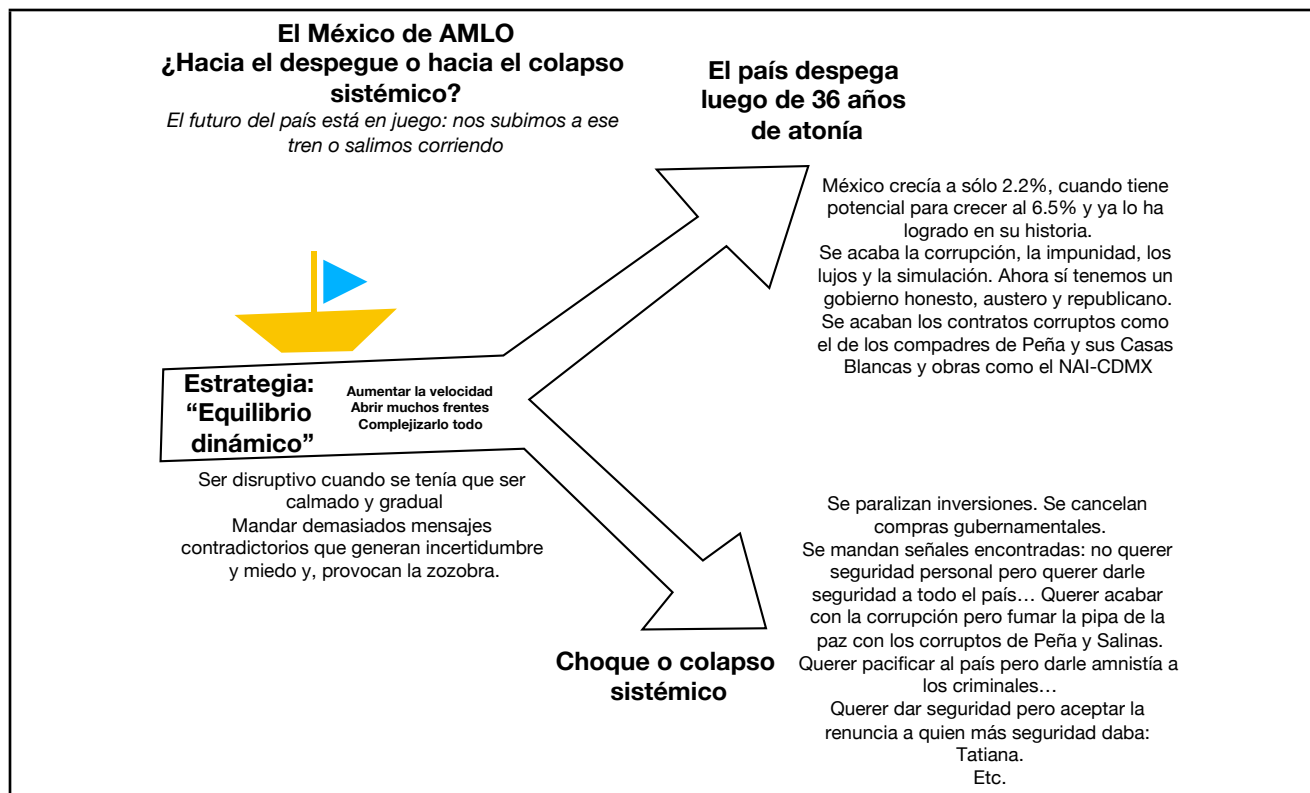 El México de AMLO
¿Hacia el despegue o hacia el colapso
sistémico?
El futuro del país está en juego: nos subimos a ese
tren o salimos corriendo
El país despega
luego de 36 años
de atonía
México crecía a sólo 2.2%, cuando tiene
potencial para crecer al 6.5% y ya lo ha
logrado en su historia.
Se acaba la corrupción, la impunidad, los
lujos y la simulación. Ahora sí tenemos un
gobierno honesto, austero y republicano.
Se acaban los contratos corruptos como
el de los compadres de Peña y sus Casas
Blancas y obras como el NAI-CDMX
Estrategia:
“Equilibrio
dinámico”
Aumentar la velocidad
Abrir muchos frentes
Complejizarlo todo
Ser disruptivo cuando se tenía que ser
calmado y gradual
Mandar demasiados mensajes
contradictorios que generan incertidumbre
y miedo y, provocan la zozobra.
Choque o colapso
sistémico
Se paralizan inversiones. Se cancelan
compras gubernamentales.
Se mandan señales encontradas: no querer
seguridad personal pero querer darle
seguridad a todo el país… Querer acabar
con la corrupción pero fumar la pipa de la
paz con los corruptos de Peña y Salinas.
Querer pacificar al país pero darle amnistía a
los criminales…
Querer dar seguridad pero aceptar la
renuncia a quien más seguridad daba:
Tatiana.
Etc.